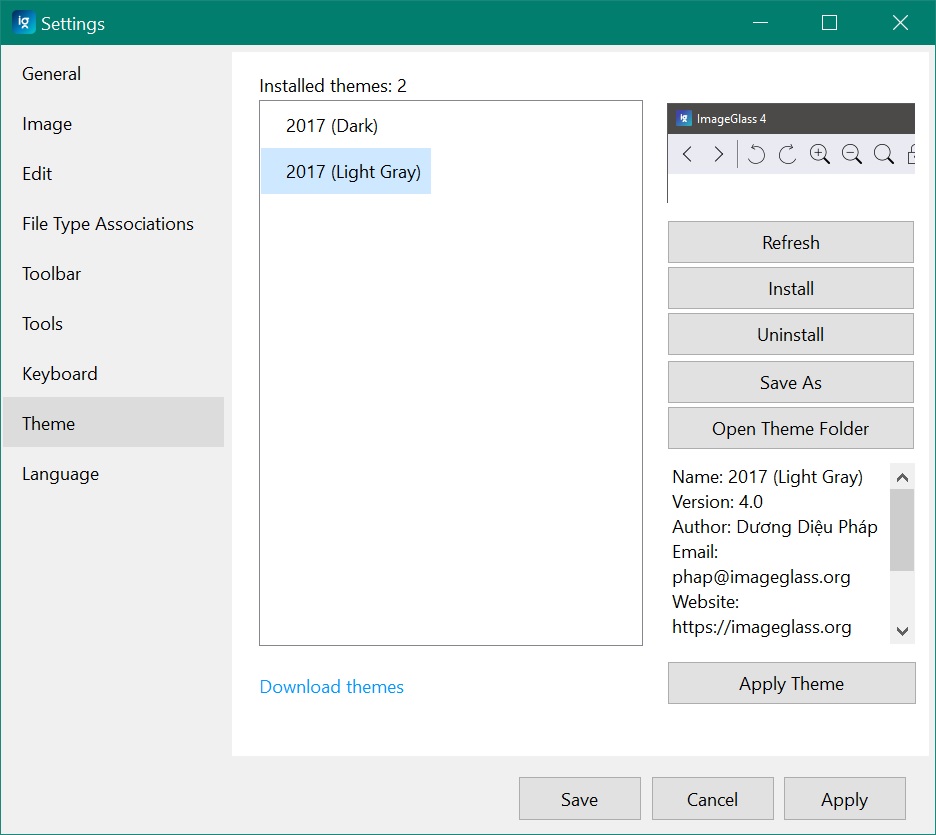 Settings
General
Image
Edit
File Type Associations
Toolbar
Tools
Keyboard
Theme
Language
Installed themes: 2
2017 (Dark)
2017 (Light Gray)
Download themes
ImageGlass 4
Refresh
Install
Uninstall
Save As
Open Theme Folder
Name: 2017 (Light Gray)
Version: 4.0
Author: Dương Diệu Pháp
Email:
phap@imageglass.org
Website:
https://imageglass.org
Apply Theme
Save
Cancel
Apply